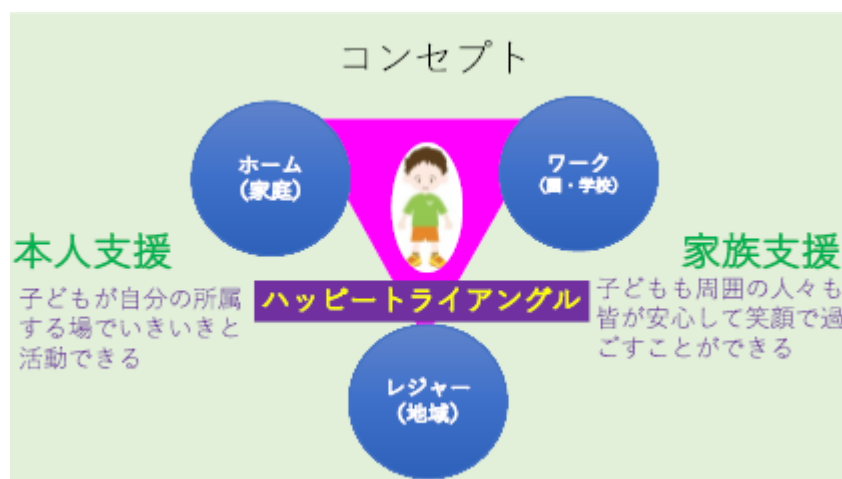 コンセプト
ホーム
(家庭)
ワーク
(園・学校)
本人支援
子どもが自分の所属
する場でいきいきと
活動できる
ハッピートライアングル
家族支援
子どもも周囲の人々も
皆が安心して笑顔で過
ごすことができる
レジャー
(地域)